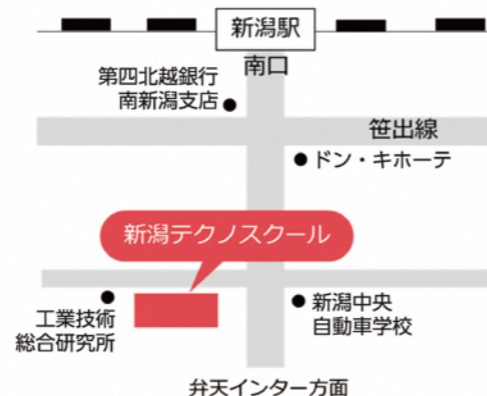 新潟駅
南口
第四北越銀行
南新潟支店
笹出線
ドン・キホーテ
新潟テクノスクール
工業技術
総合研究所
新潟中央
自動車学校
弁天インター方面